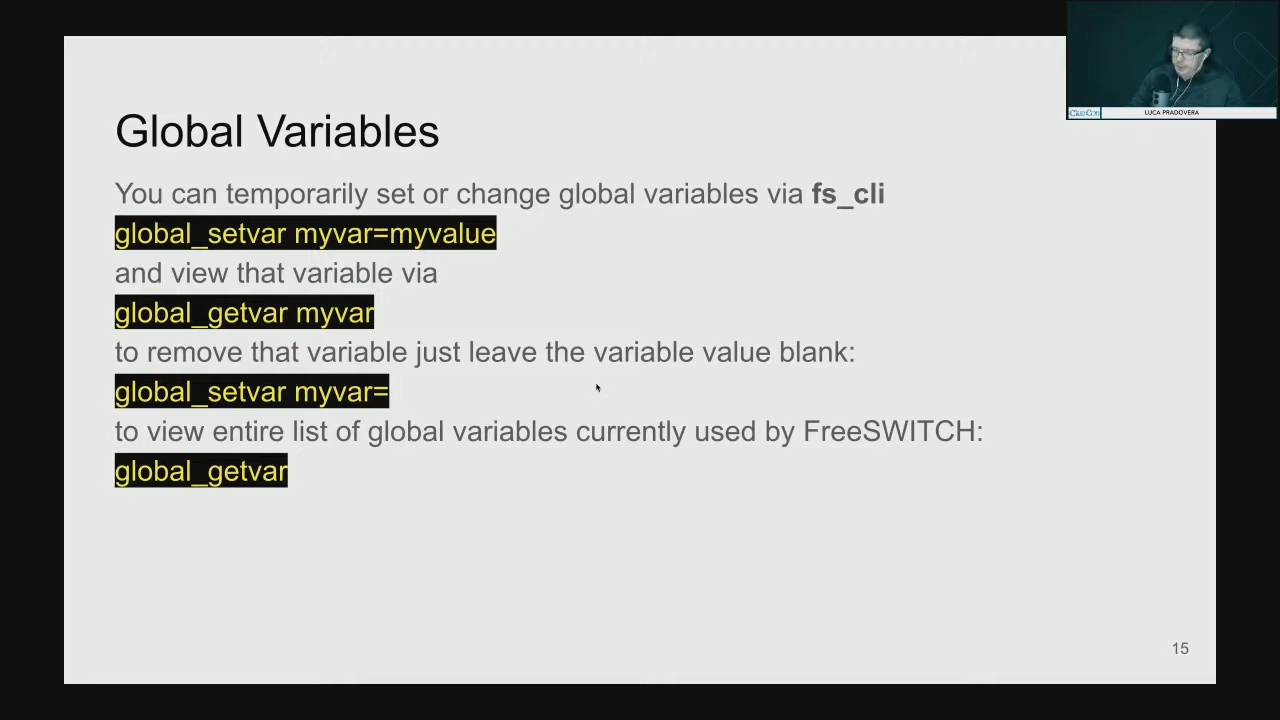 Global Variables
You can temporarily set or change global variables via fs_cli
global_setvar myvar=myvalue
and view that variable via
global_getvar myvar
to remove that variable just leave the variable value blank:
global_setvar myvar=
to view entire list of global variables currently used by FreeSWITCH:
global_getvar
15
ClueCon
LUCA PRADOVERA